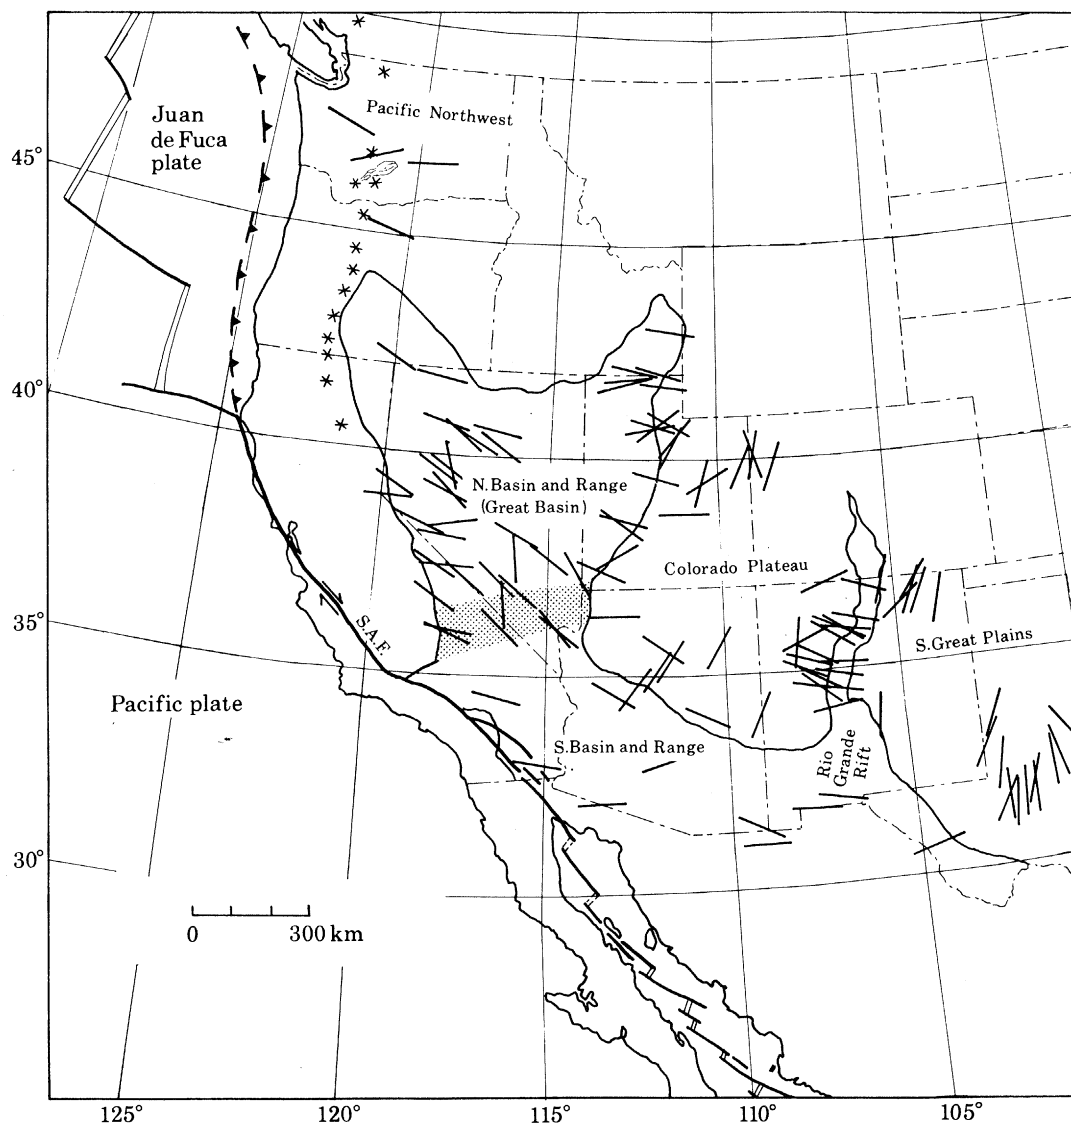 Juan
de Fuca
plate
Pacific Northwest
45°
40°
N. Basin and Range
(Great Basin)
Colorado Plateau
35°
S.A.F.
S. Great Plains
Pacific plate
S. Basin and Range
Rio
Grande
Rift
30°
0 300 km
125° 120° 115° 110° 105°